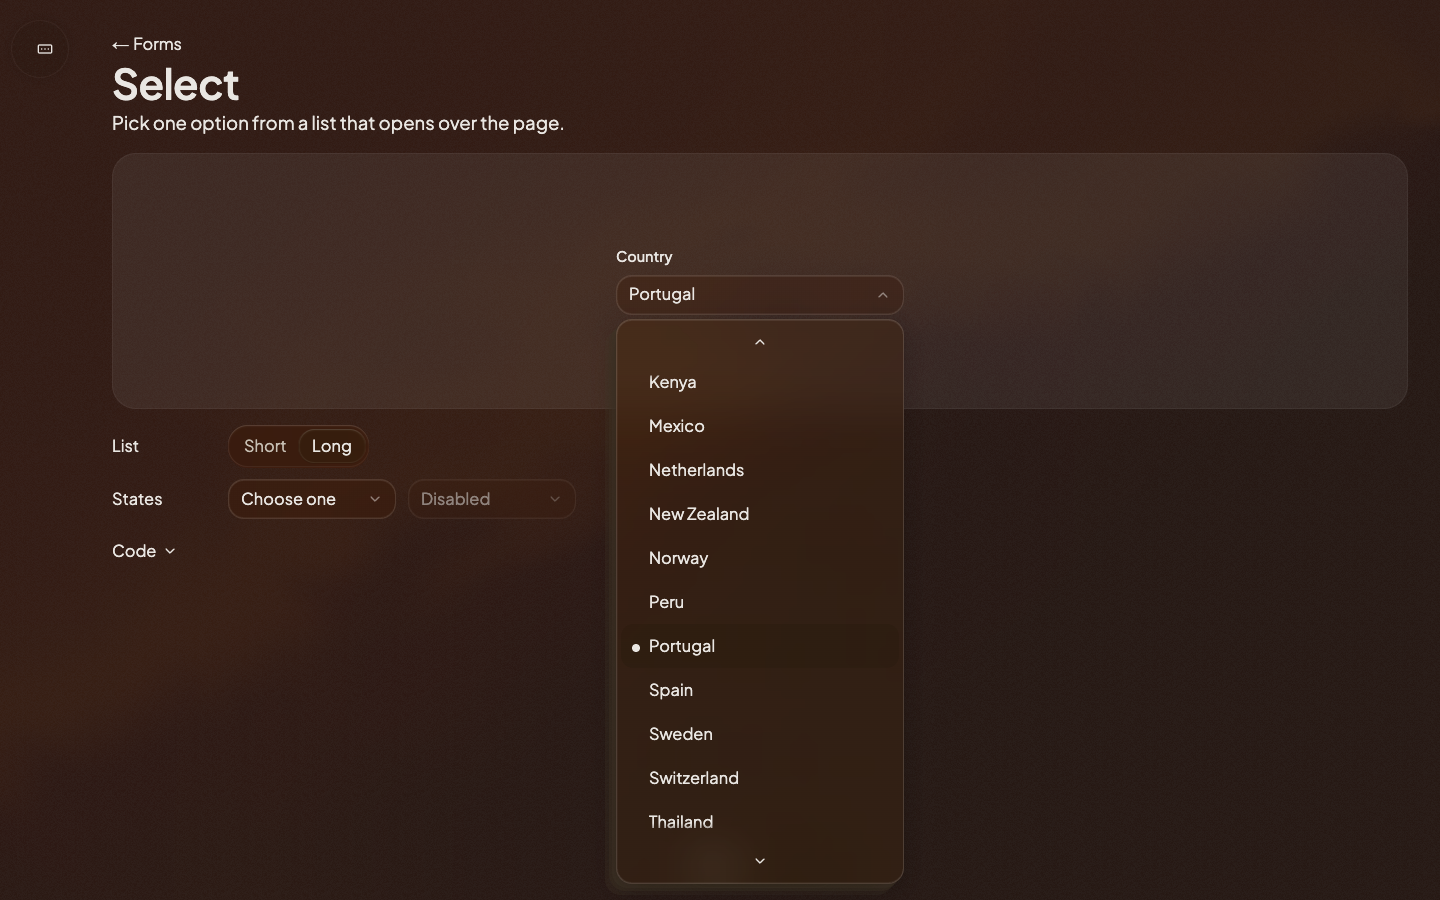 ← Forms
Select
Pick one option from a list that opens over the page.
Country
Portugal
Kenya
Mexico
Netherlands
New Zealand
Norway
Peru
Portugal
Spain
Sweden
Switzerland
Thailand
List
Short Long
States
Choose one
Disabled
Code